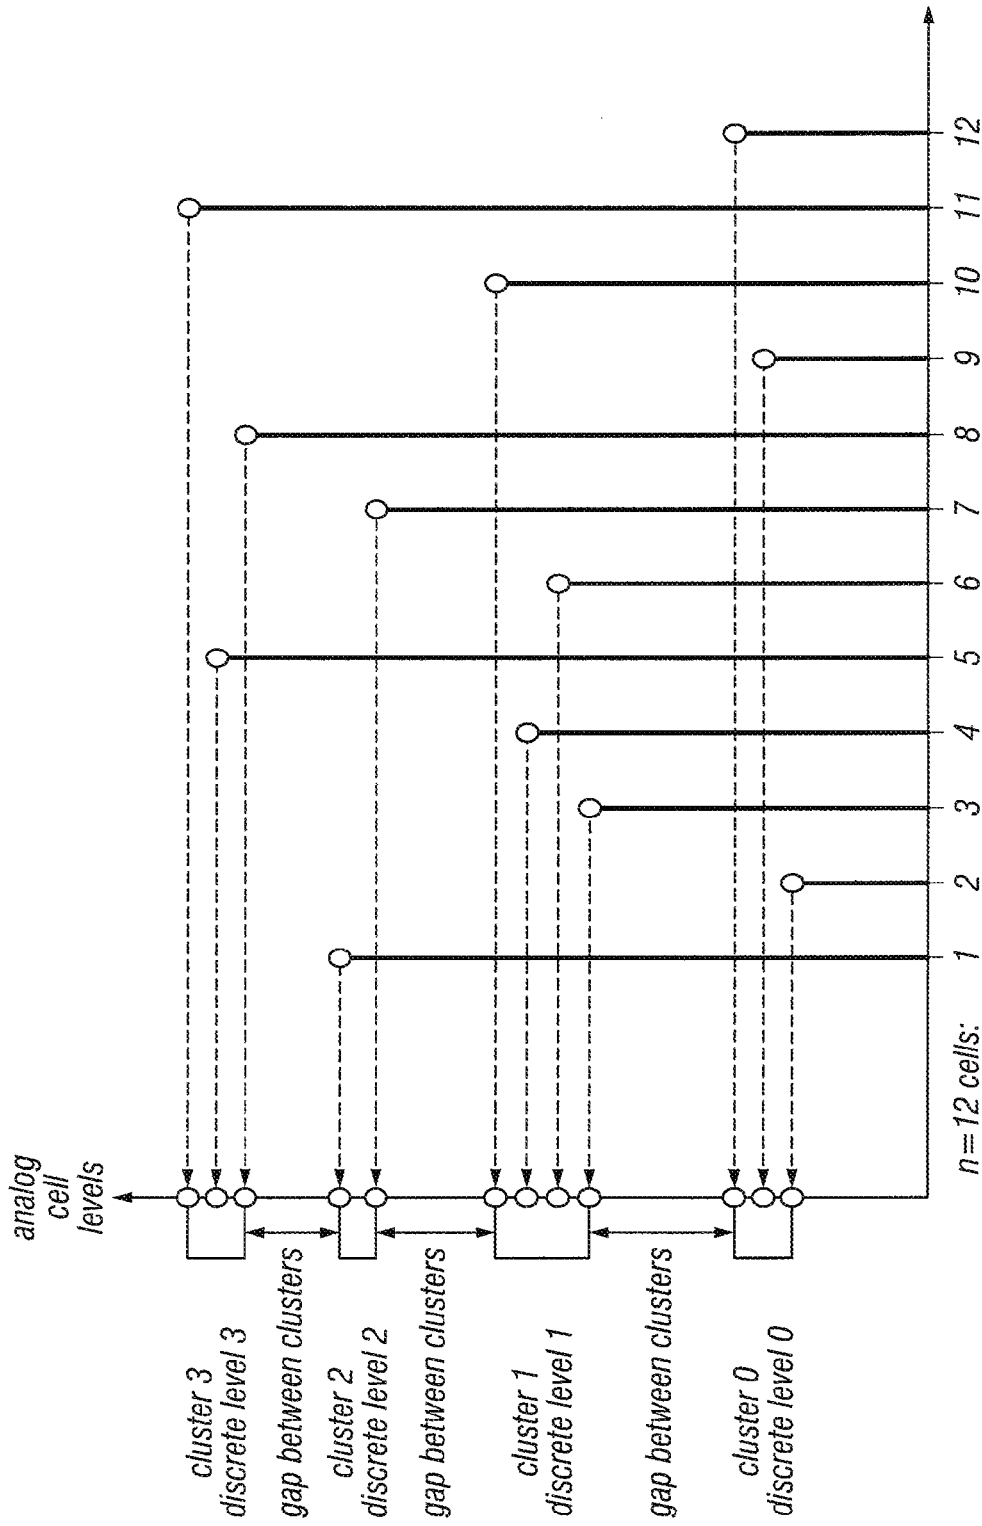 analog
cell
levels
cluster 3
discrete level 3
gap between clusters
cluster 2
discrete level 2
gap between clusters
cluster 1
discrete level 1
gap between clusters
cluster 0
discrete level 0
n=12 cells: 1 2 3 4 5 6 7 8 9 10 11 12